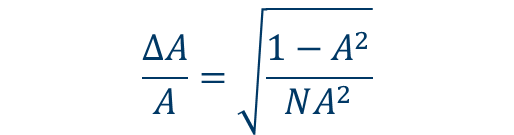 ΔA/A = √((1 − A²)/(NA²))